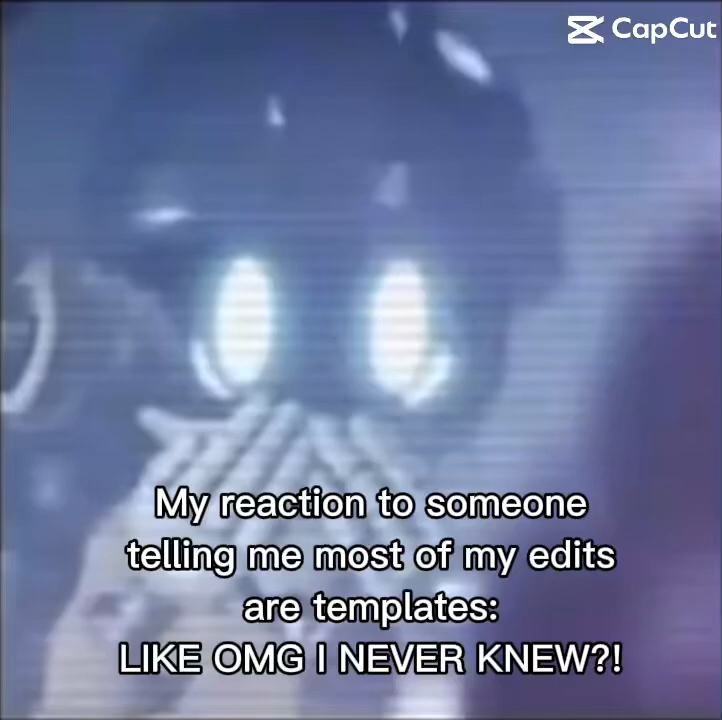 CapCut
My reaction to someone
telling me most of my edits
are templates:
LIKE OMG I NEVER KNEW?!